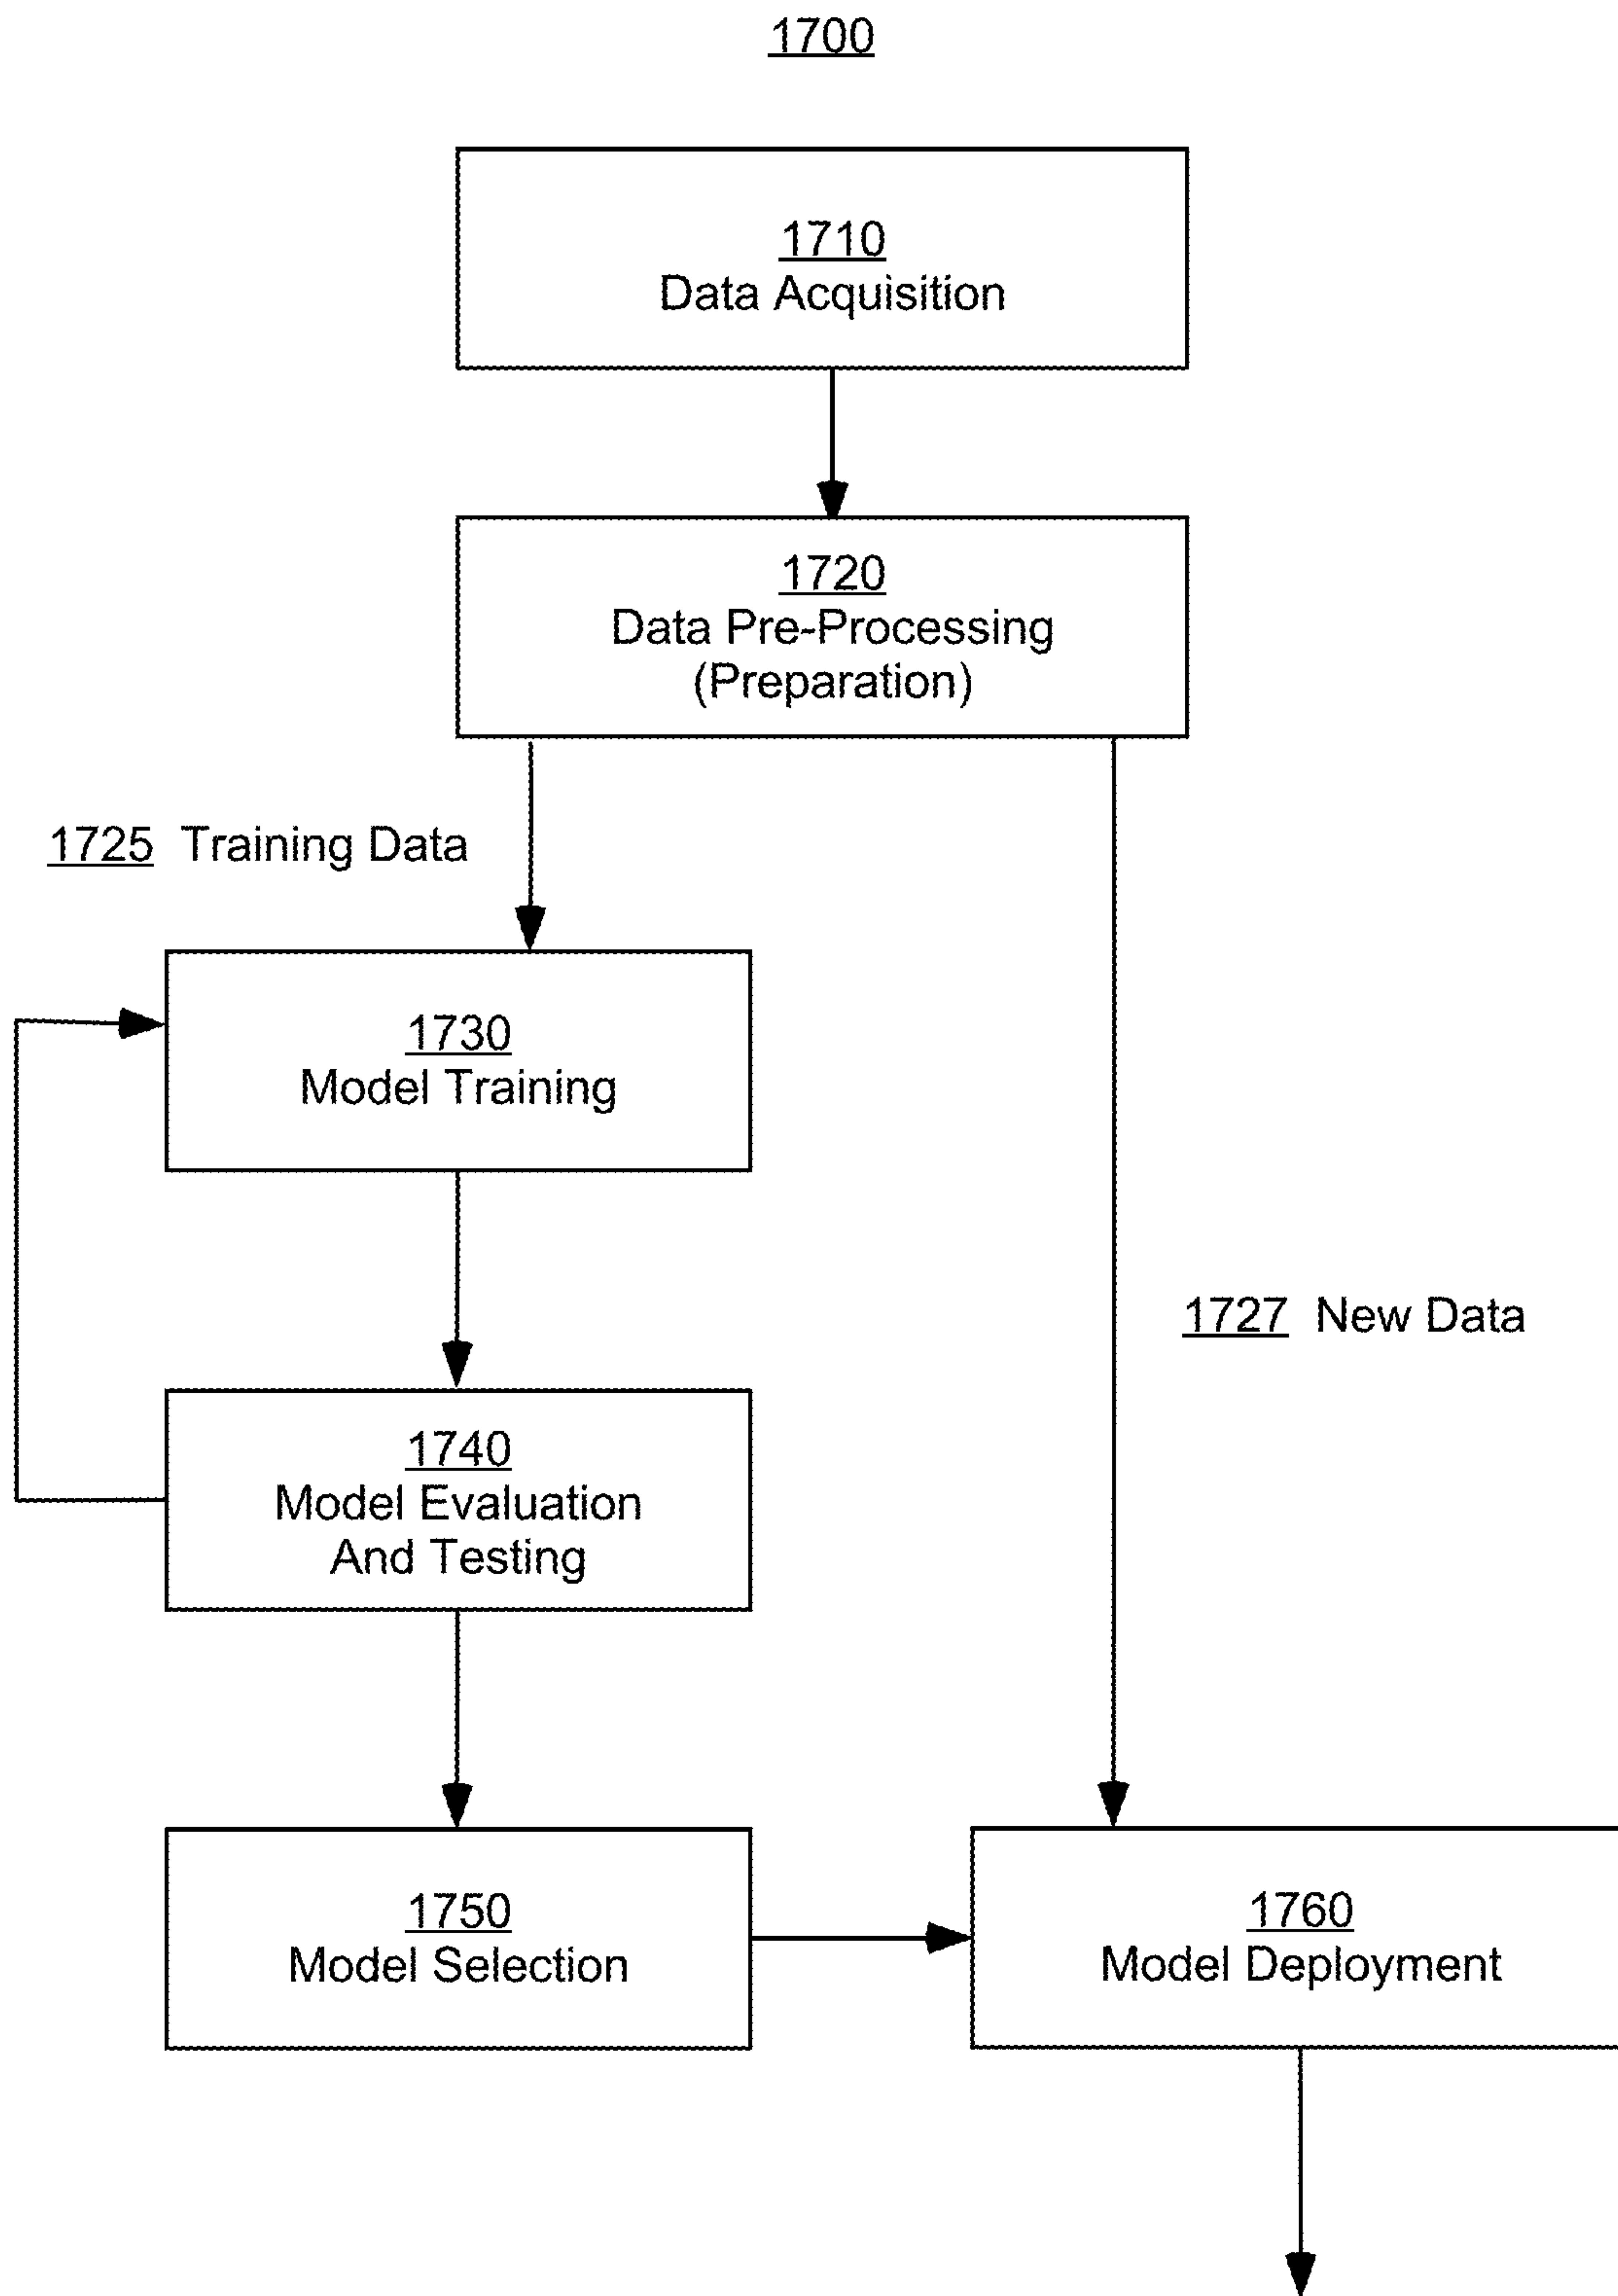 1700
1710
Data Acquisition
1720
Data Pre-Processing
(Preparation)
1725 Training Data
1730
Model Training
1727 New Data
1740
Model Evaluation
And Testing
1750
Model Selection
1760
Model Deployment